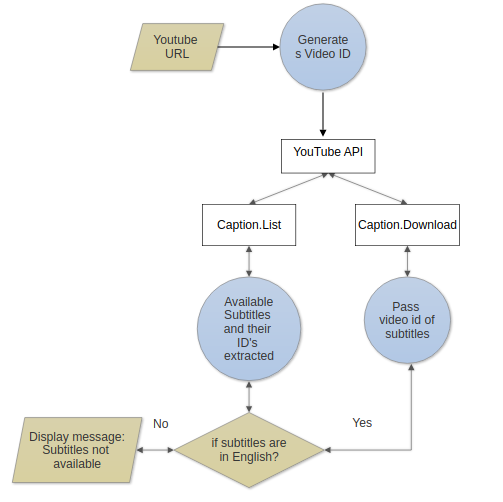 Youtube
URL
Generate
s Video ID
YouTube API
Caption.List
Caption.Download
Available
Subtitles
and their
ID's
extracted
Pass
video id of
subtitles
No
Yes
Display message:
Subtitles not
available
if subtitles are
in English?